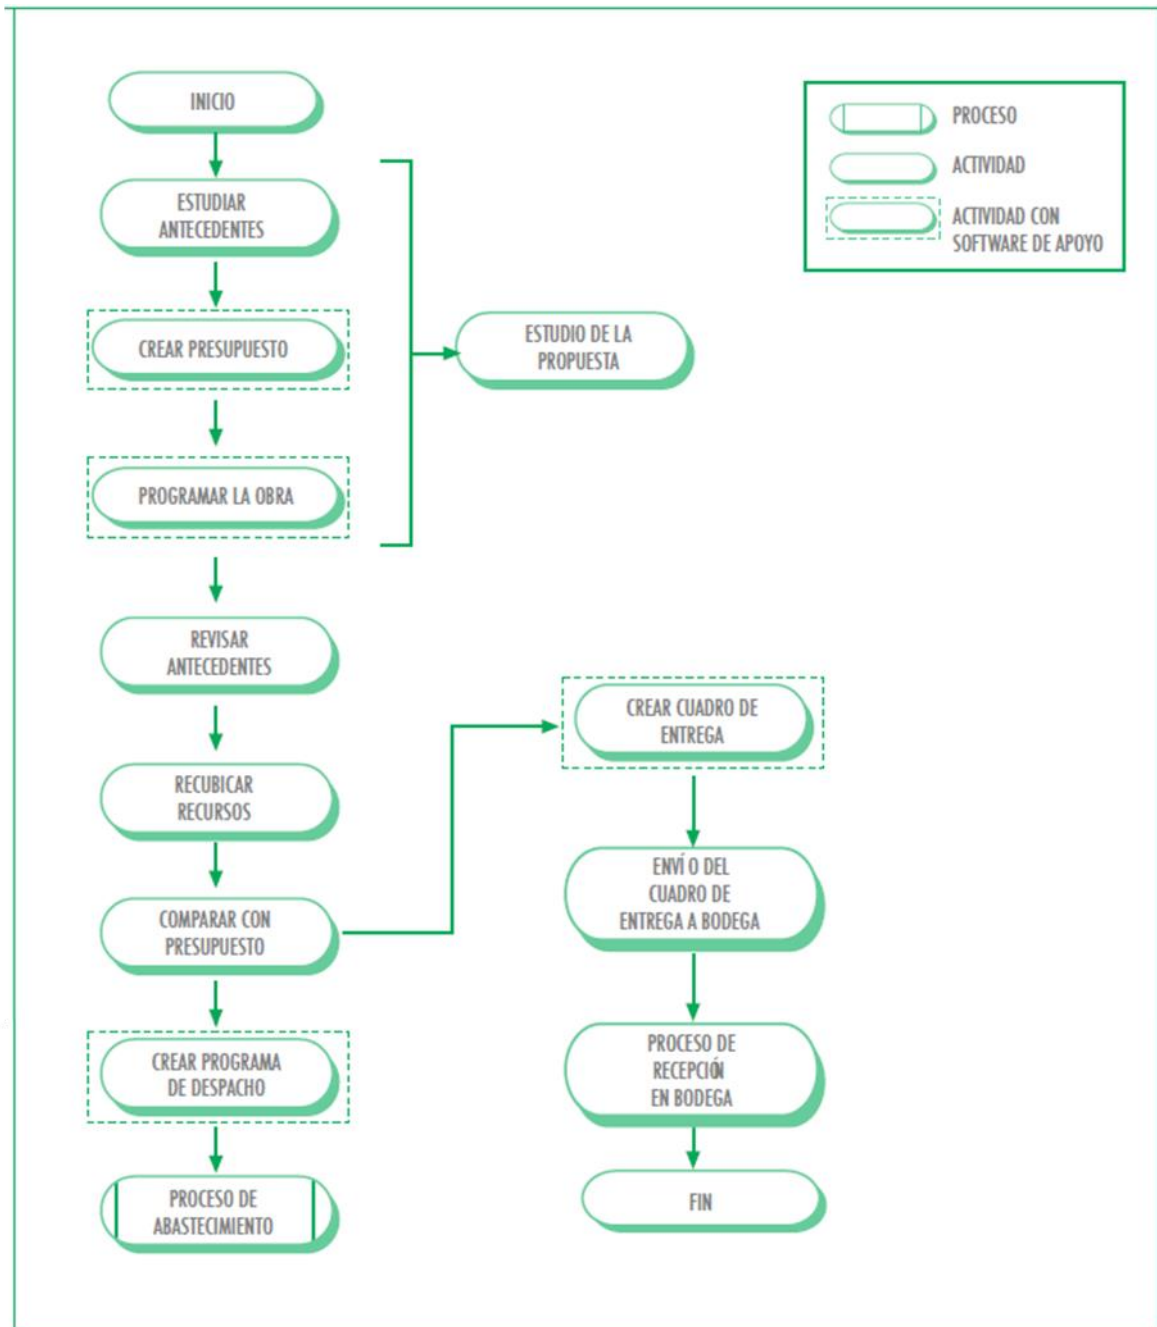 INICIO
ESTUDIAR
ANTECEDENTES
CREAR PRESUPUESTO
PROGRAMAR LA OBRA
ESTUDIO DE LA
PROPUESTA
REVISAR
ANTECEDENTES
RECUBICAR
RECURSOS
COMPARAR CON
PRESUPUESTO
CREAR PROGRAMA
DE DESPACHO
PROCESO DE
ABASTECIMIENTO
CREAR CUADRO DE
ENTREGA
ENVÍ O DEL
CUADRO DE
ENTREGA A BODEGA
PROCESO DE
RECEPCIÓN
EN BODEGA
FIN
PROCESO
ACTIVIDAD
ACTIVIDAD CON
SOFTWARE DE APOYO